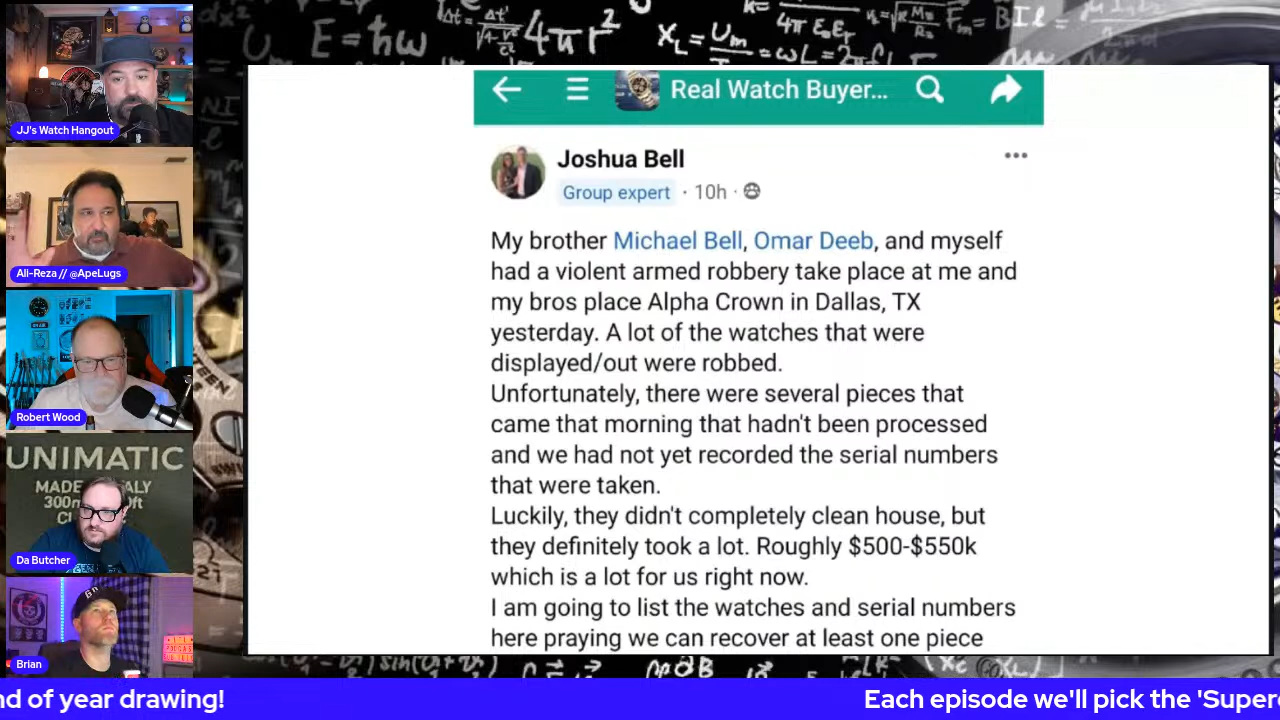 E=ħω
4πr²
JJ's Watch Hangout
All-Reza // @ApeLugs
Robert Wood
UNIMATIC
Da Butcher
Brian
Real Watch Buyer...
Joshua Bell
Group expert · 10h ·
My brother Michael Bell, Omar Deeb, and myself
had a violent armed robbery take place at me and
my bros place Alpha Crown in Dallas, TX
yesterday. A lot of the watches that were
displayed/out were robbed.
Unfortunately, there were several pieces that
came that morning that hadn't been processed
and we had not yet recorded the serial numbers
that were taken.
Luckily, they didn't completely clean house, but
they definitely took a lot. Roughly $500-$550k
which is a lot for us right now.
I am going to list the watches and serial numbers
here praying we can recover at least one piece
nd of year drawing!
Each episode we'll pick the 'Super